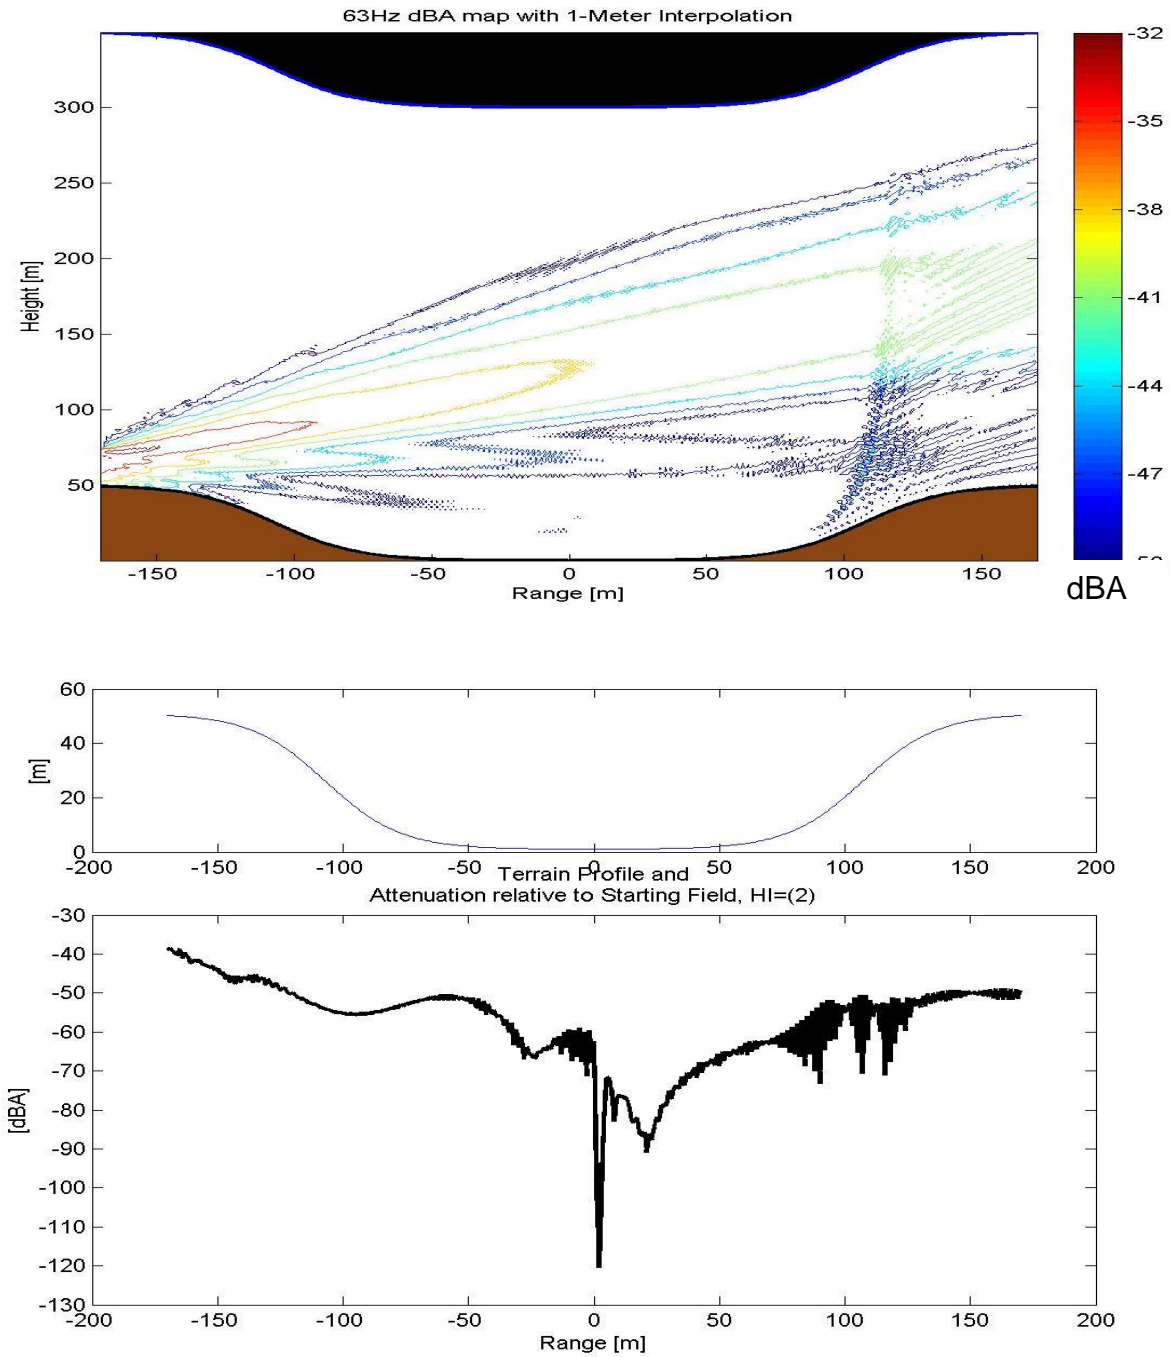 63Hz dBA map with 1-Meter Interpolation
-32
-35
-38
-41
-44
-47
dBA
300
250
200
150
100
50
Height [m]
-150 -100 -50 0 50 100 150
Range [m]
60
40
20
0
[m]
-200 -150 -100 -50 0 50 100 150 200
Terrain Profile and
Attenuation relative to Starting Field, HI=(2)
-30
-40
-50
-60
-70
-80
-90
-100
-110
-120
-130
[dBA]
-200 -150 -100 -50 0 50 100 150 200
Range [m]